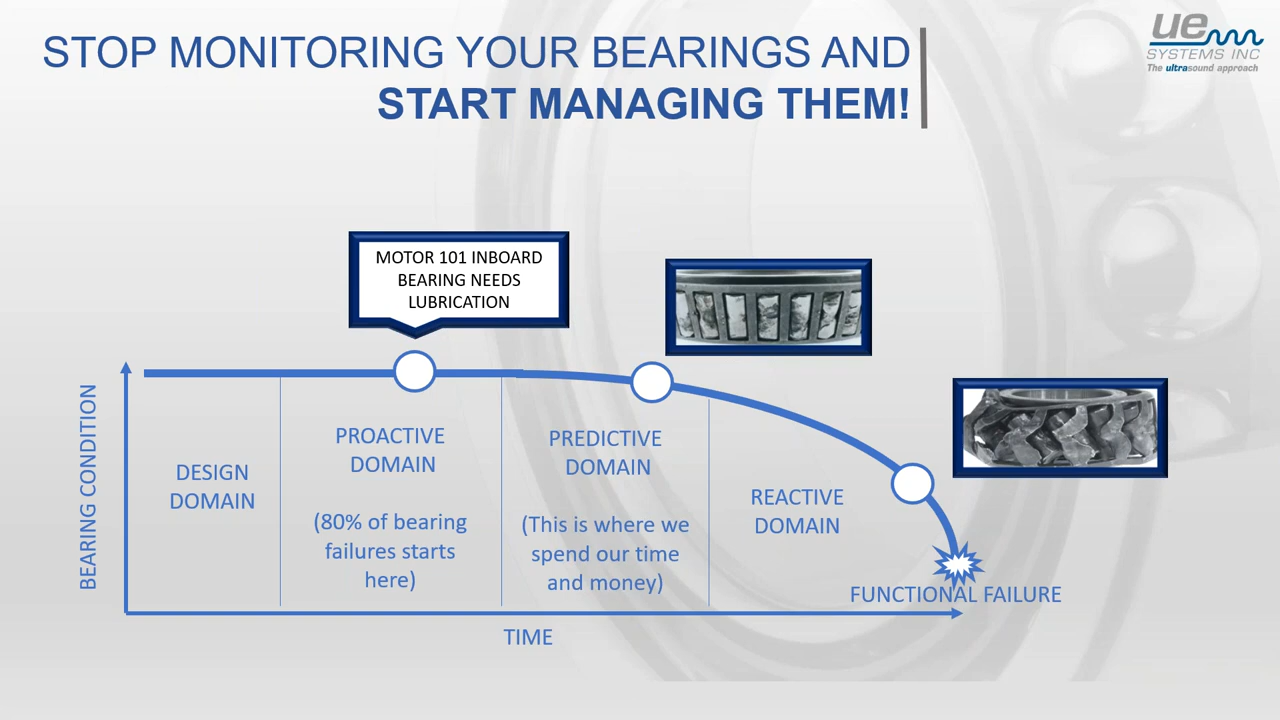 STOP MONITORING YOUR BEARINGS AND
START MANAGING THEM!
ue
SYSTEMS INC
The ultrasound approach
MOTOR 101 INBOARD
BEARING NEEDS
LUBRICATION
BEARING CONDITION
DESIGN
DOMAIN
PROACTIVE
DOMAIN
(80% of bearing
failures starts
here)
PREDICTIVE
DOMAIN
(This is where we
spend our time
and money)
REACTIVE
DOMAIN
FUNCTIONAL FAILURE
TIME